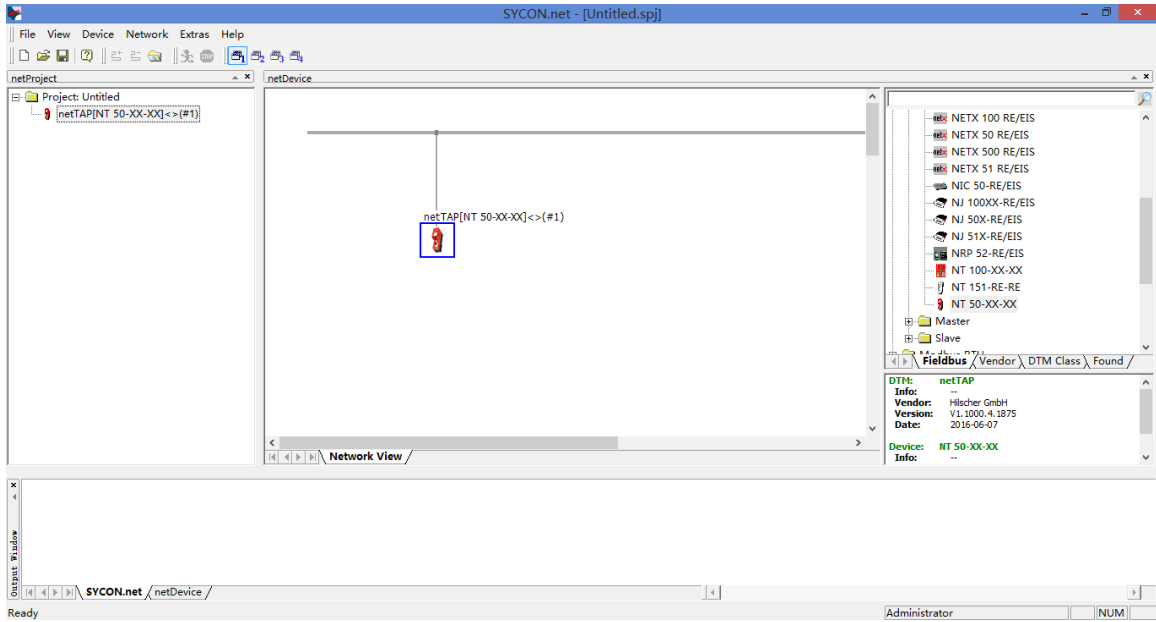 SYCON.net - [Untitled.spj]
File View Device Network Extras Help
netProject
netDevice
Project: Untitled
netTAP[NT 50-XX-XX]<>(#1)
netTAP[NT 50-XX-XX]<>(#1)
Network View
NETX 100 RE/EIS
NETX 50 RE/EIS
NETX 500 RE/EIS
NETX 51 RE/EIS
NIC 50-RE/EIS
NJ 100XX-RE/EIS
NJ 50X-RE/EIS
NJ 51X-RE/EIS
NRP 52-RE/EIS
NT 100-XX-XX
NT 151-RE-RE
NT 50-XX-XX
Master
Slave
Modbus RTU
Fieldbus Vendor DTM Class Found
DTM: netTAP
Info: --
Vendor: Hilscher GmbH
Version: V1.1000.4.1875
Date: 2016-06-07
Device: NT 50-XX-XX
Info: --
Output Window
SYCON.net netDevice
Ready
Administrator
NUM